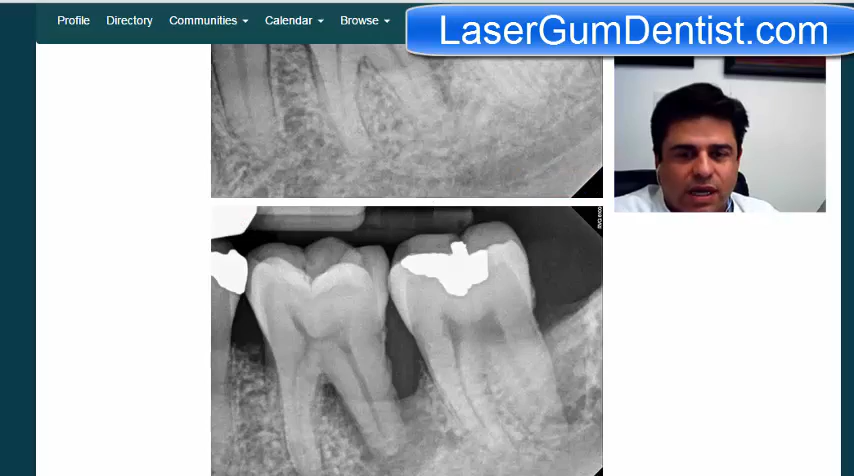 Profile Directory Communities Calendar Browse
LaserGumDentist.com